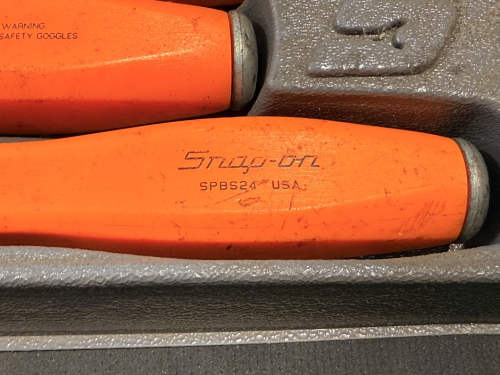 WARNING
SAFETY GOGGLES
Snap-on
SPBS24 USA